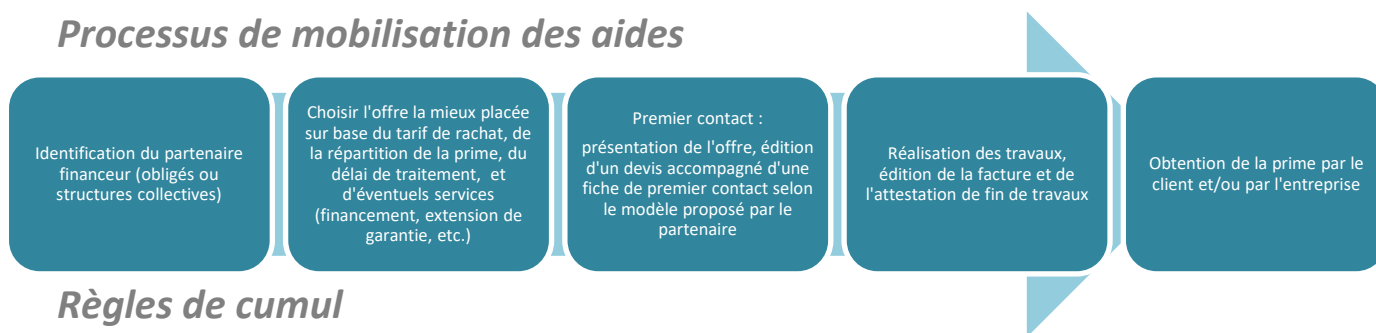 Processus de mobilisation des aides
Identification du partenaire
financeur (obligés ou
structures collectives)
Choisir l'offre la mieux placée
sur base du tarif de rachat, de
la répartition de la prime, du
délai de traitement, et
d'éventuels services
(financement, extension de
garantie, etc.)
Premier contact :
présentation de l'offre, édition
d'un devis accompagné d'une
fiche de premier contact selon
le modèle proposé par le
partenaire
Réalisation des travaux,
édition de la facture et de
l'attestation de fin de travaux
Obtention de la prime par le
client et/ou par l'entreprise
Règles de cumul